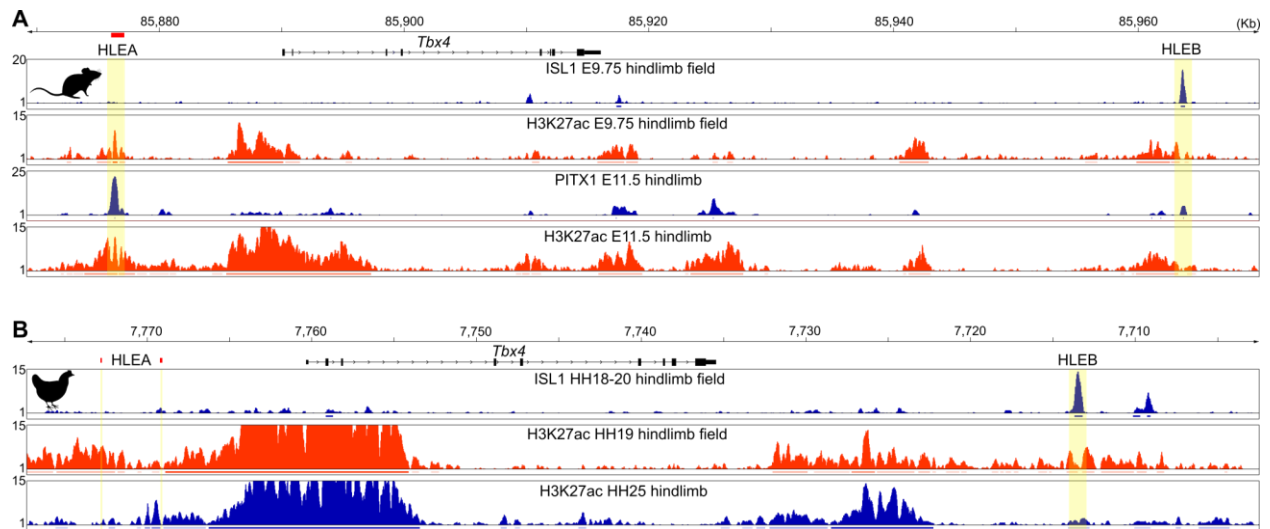 A
85,880 85,900 85,920 85,940 85,960 (Kb)
HLEA Tbx4 HLEB
20 ISL1 E9.75 hindlimb field
1
15 H3K27ac E9.75 hindlimb field
1
25 PITX1 E11.5 hindlimb
1
15 H3K27ac E11.5 hindlimb
1
B
7,770 7,760 7,750 7,740 7,730 7,720 7,710
HLEA Tbx4 HLEB
15 ISL1 HH18-20 hindlimb field
1
15 H3K27ac HH19 hindlimb field
1
15 H3K27ac HH25 hindlimb
1